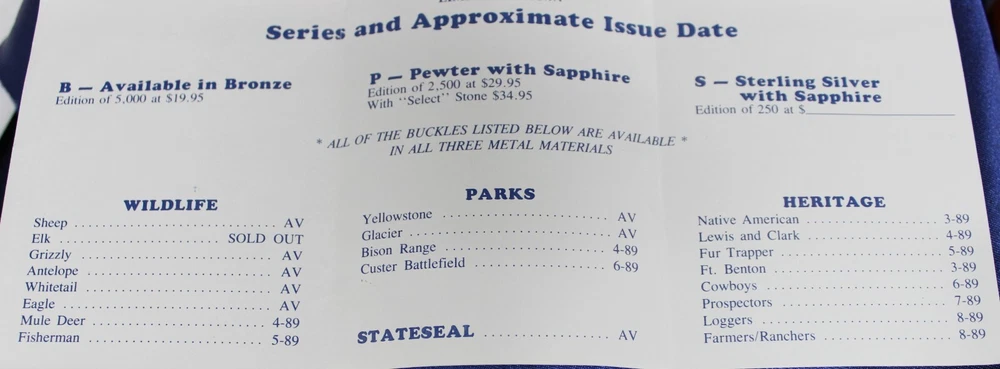 Series and Approximate Issue Date
B — Available in Bronze
Edition of 5,000 at $19.95
P — Pewter with Sapphire
Edition of 2,500 at $29.95
With "Select" Stone $34.95
S — Sterling Silver
with Sapphire
Edition of 250 at $
* ALL OF THE BUCKLES LISTED BELOW ARE AVAILABLE *
IN ALL THREE METAL MATERIALS
WILDLIFE
Sheep AV
Elk SOLD OUT
Grizzly AV
Antelope AV
Whitetail AV
Eagle AV
Mule Deer 4-89
Fisherman 5-89
PARKS
Yellowstone AV
Glacier AV
Bison Range 4-89
Custer Battlefield 6-89
STATESEAL AV
HERITAGE
Native American 3-89
Lewis and Clark 4-89
Fur Trapper 5-89
Ft. Benton 3-89
Cowboys 6-89
Prospectors 7-89
Loggers 8-89
Farmers/Ranchers 8-89